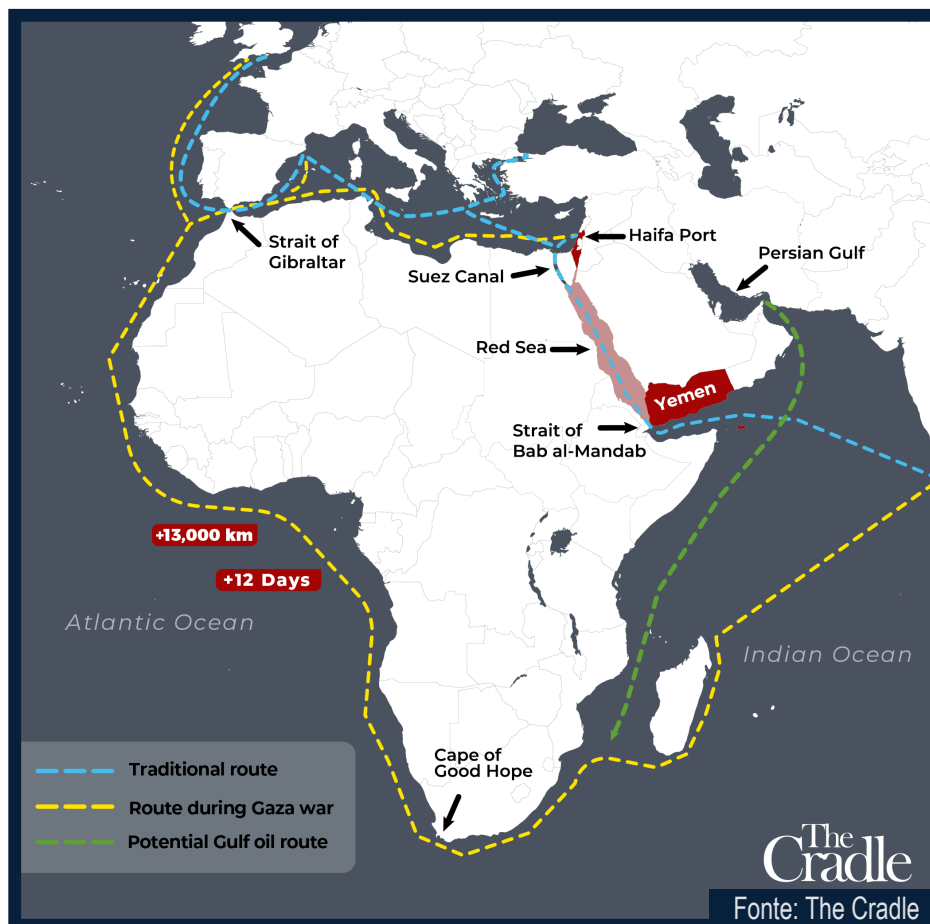 Strait of
Gibraltar
Haifa Port
Persian Gulf
Suez Canal
Red Sea
Yemen
Strait of
Bab al-Mandab
+13,000 km
+12 Days
Atlantic Ocean
Indian Ocean
Cape of
Good Hope
Traditional route
Route during Gaza war
Potential Gulf oil route
The
Cradle
Fonte: The Cradle